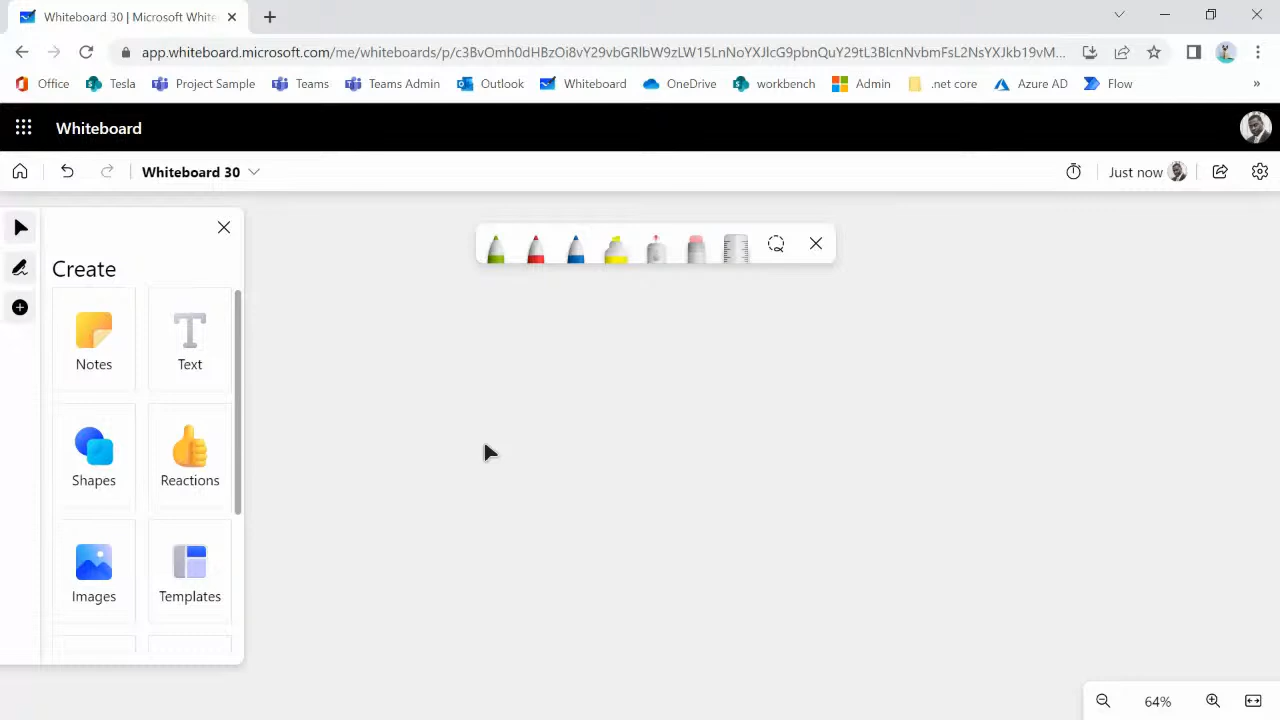 Whiteboard 30 | Microsoft White
app.whiteboard.microsoft.com/me/whiteboards/p/c3BvOmh0dHBzOi8vY29vbGRlbW9zLW15LnNoYXJlcG9pbnQuY29tL3BlcnNvbmFsL2NsYXJkb19vM...
Office Tesla Project Sample Teams Teams Admin Outlook Whiteboard OneDrive workbench Admin .net core Azure AD Flow »
Whiteboard
Whiteboard 30
Just now
Create
Notes Text
Shapes Reactions
Images Templates
64%